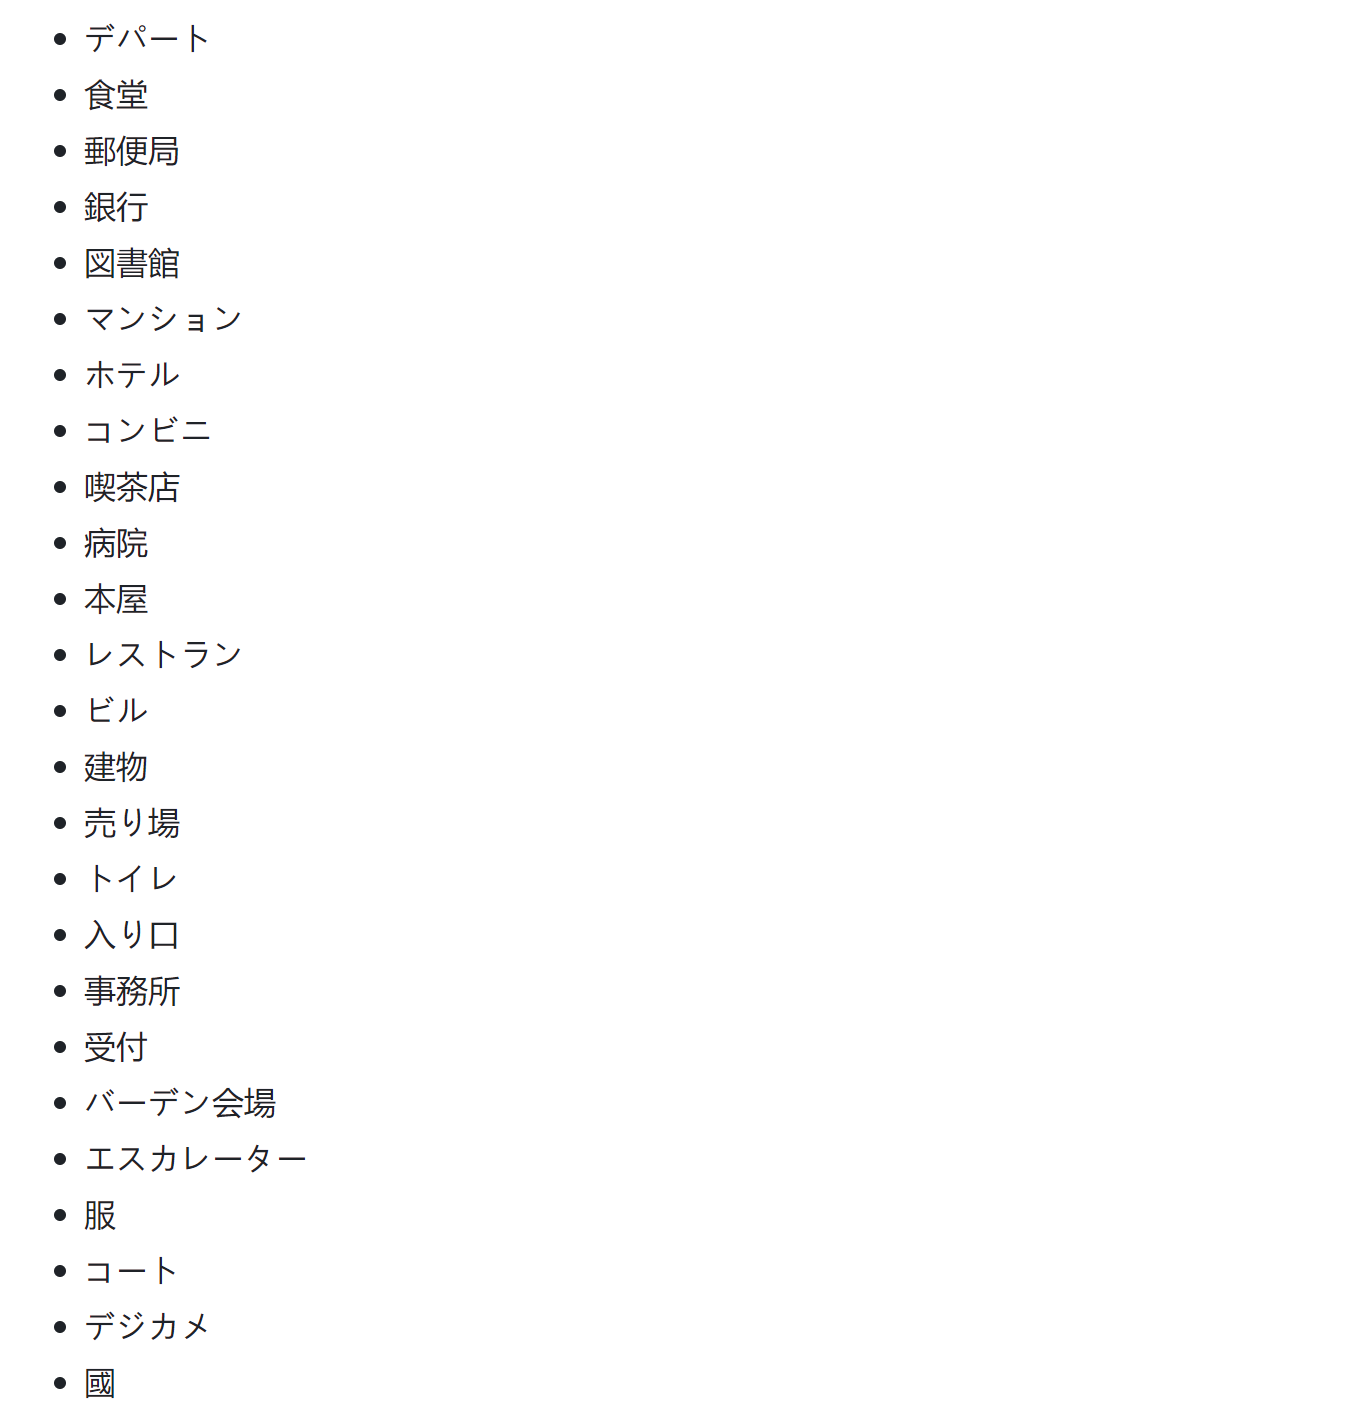 デパート
食堂
郵便局
銀行
図書館
マンション
ホテル
コンビニ
喫茶店
病院
本屋
レストラン
ビル
建物
売り場
トイレ
入り口
事務所
受付
バーデン会場
エスカレーター
服
コート
デジカメ
國